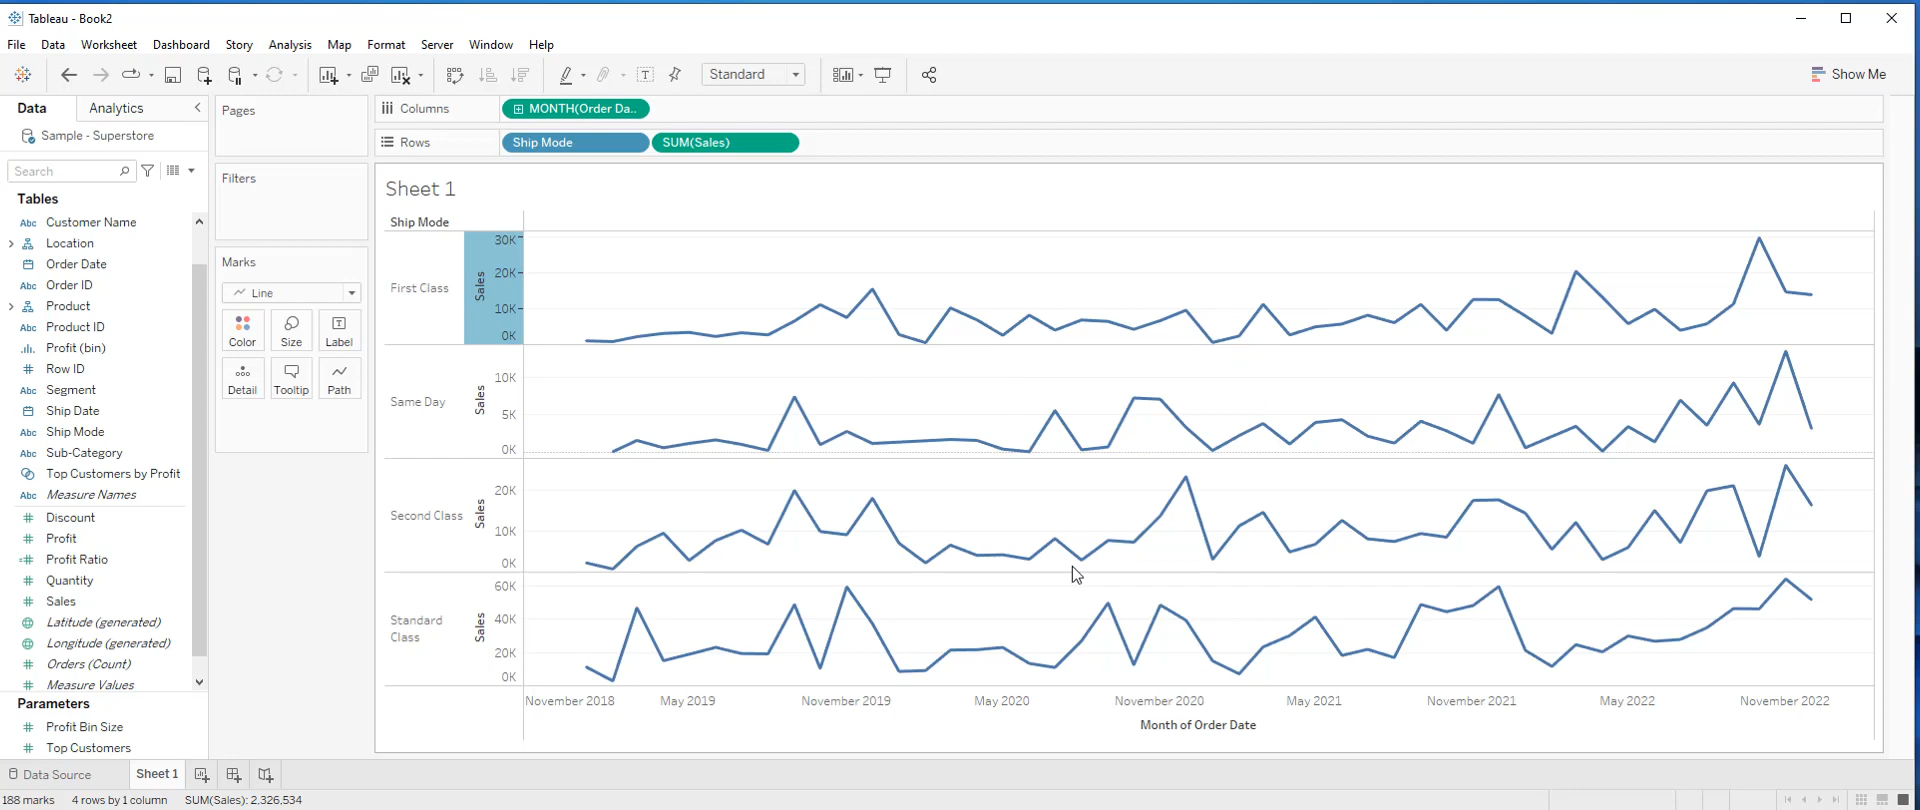 Tableau - Book2
File Data Worksheet Dashboard Story Analysis Map Format Server Window Help
Standard
Show Me
Data Analytics
Sample - Superstore
Search
Tables
Abc Customer Name
Location
Order Date
Abc Order ID
Product
Abc Product ID
Profit (bin)
# Row ID
Abc Segment
Ship Date
Abc Ship Mode
Abc Sub-Category
Top Customers by Profit
Abc Measure Names
# Discount
# Profit
=# Profit Ratio
# Quantity
# Sales
Latitude (generated)
Longitude (generated)
# Orders (Count)
# Measure Values
Parameters
# Profit Bin Size
# Top Customers
Pages
Filters
Marks
Line
Color Size Label
Detail Tooltip Path
Columns MONTH(Order Da..
Rows Ship Mode SUM(Sales)
Sheet 1
Ship Mode
First Class
Sales
30K
20K
10K
0K
Same Day
Sales
10K
5K
0K
Second Class
Sales
20K
10K
0K
Standard
Class
Sales
60K
40K
20K
0K
November 2018 May 2019 November 2019 May 2020 November 2020 May 2021 November 2021 May 2022 November 2022
Month of Order Date
Data Source Sheet 1
188 marks 4 rows by 1 column SUM(Sales): 2,326,534